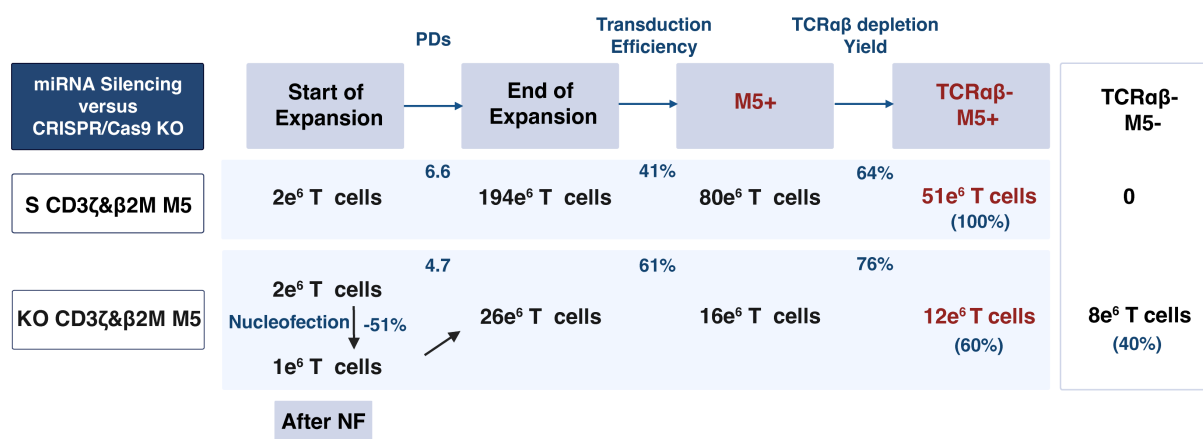 PDs
Transduction
Efficiency
TCRαβ depletion
Yield
miRNA Silencing
versus
CRISPR/Cas9 KO
Start of
Expansion
End of
Expansion
M5+
TCRαβ-
M5+
TCRαβ-
M5-
S CD3ζ&β2M M5
2e⁶ T cells
6.6
194e⁶ T cells
41%
80e⁶ T cells
64%
51e⁶ T cells
(100%)
0
KO CD3ζ&β2M M5
2e⁶ T cells
Nucleofection
-51%
1e⁶ T cells
4.7
26e⁶ T cells
61%
16e⁶ T cells
76%
12e⁶ T cells
(60%)
8e⁶ T cells
(40%)
After NF